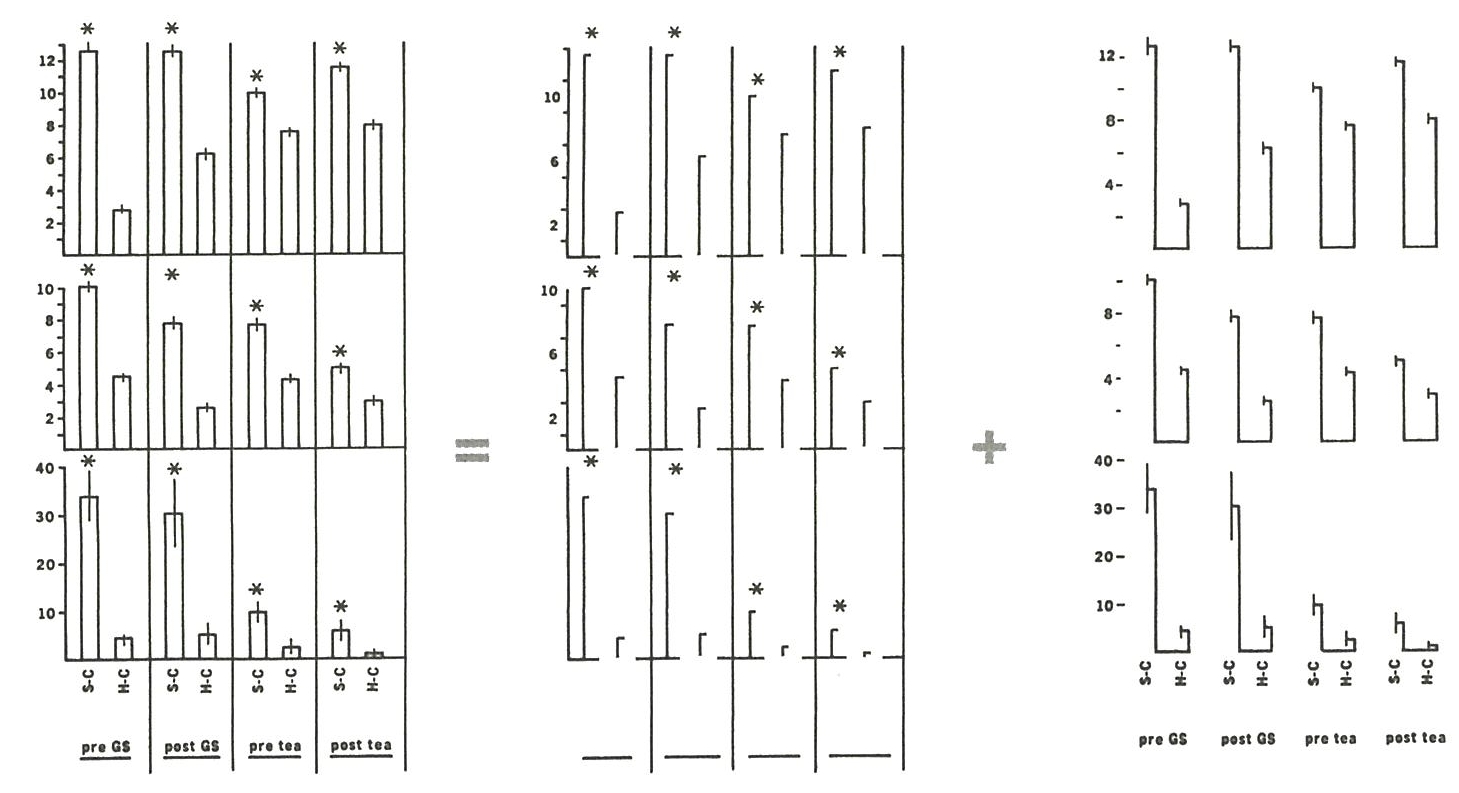 * * * *
12 10 8 6 4 2
* * * *
10 8 6 4 2
* * * *
40 30 20 10
S-C H-C S-C H-C S-C H-C S-C H-C
pre GS post GS pre tea post tea
=
* * * *
10 6 2
* * * *
10 6 2
* * * *
+
12 8 4
8 4
40 30 20 10
S-C H-C S-C H-C S-C H-C S-C H-C
pre GS post GS pre tea post tea